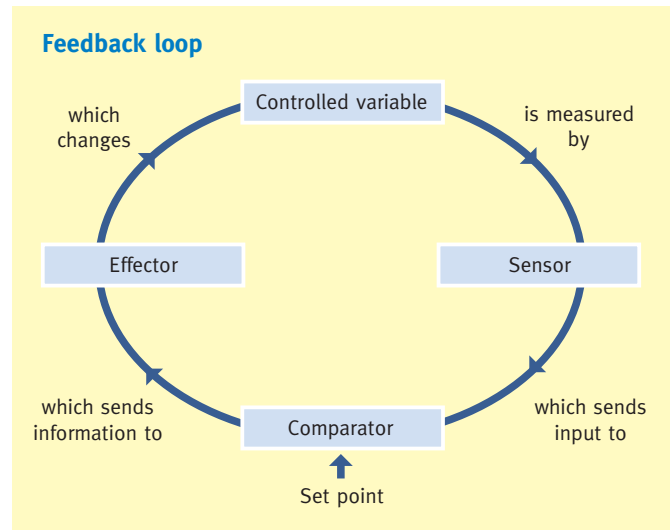 Feedback loop
Controlled variable
is measured
by
Sensor
which sends
input to
Comparator
Set point
which sends
information to
Effector
which
changes